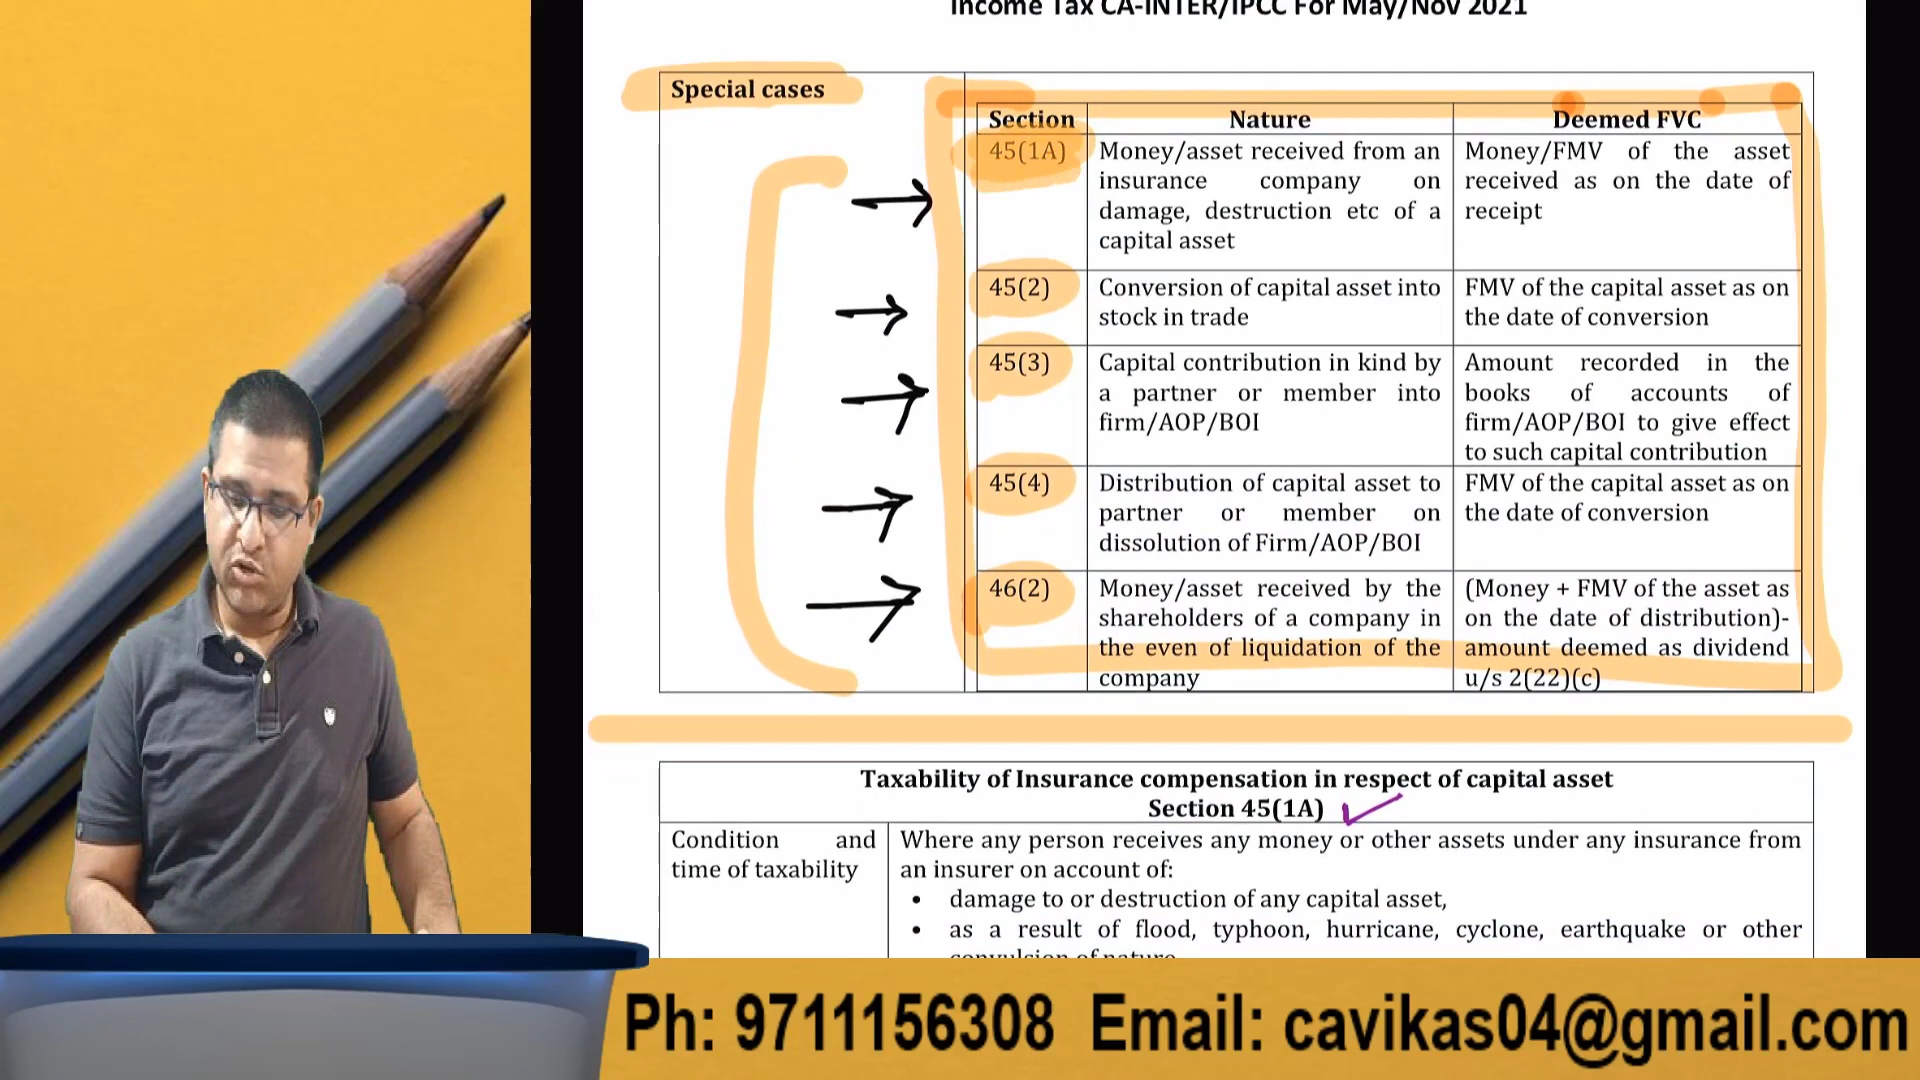 Income Tax CA-INTER/IPCC For May/Nov 2021
Special cases
Section Nature Deemed FVC
45(1A) Money/asset received from an insurance company on damage, destruction etc of a capital asset Money/FMV of the asset received as on the date of receipt
45(2) Conversion of capital asset into stock in trade FMV of the capital asset as on the date of conversion
45(3) Capital contribution in kind by a partner or member into firm/AOP/BOI Amount recorded in the books of accounts of firm/AOP/BOI to give effect to such capital contribution
45(4) Distribution of capital asset to partner or member on dissolution of Firm/AOP/BOI FMV of the capital asset as on the date of conversion
46(2) Money/asset received by the shareholders of a company in the even of liquidation of the company (Money + FMV of the asset as on the date of distribution)- amount deemed as dividend u/s 2(22)(c)
Taxability of Insurance compensation in respect of capital asset
Section 45(1A)
Condition and time of taxability
Where any person receives any money or other assets under any insurance from
an insurer on account of:
• damage to or destruction of any capital asset,
• as a result of flood, typhoon, hurricane, cyclone, earthquake or other
Ph: 9711156308 Email: cavikas04@gmail.com